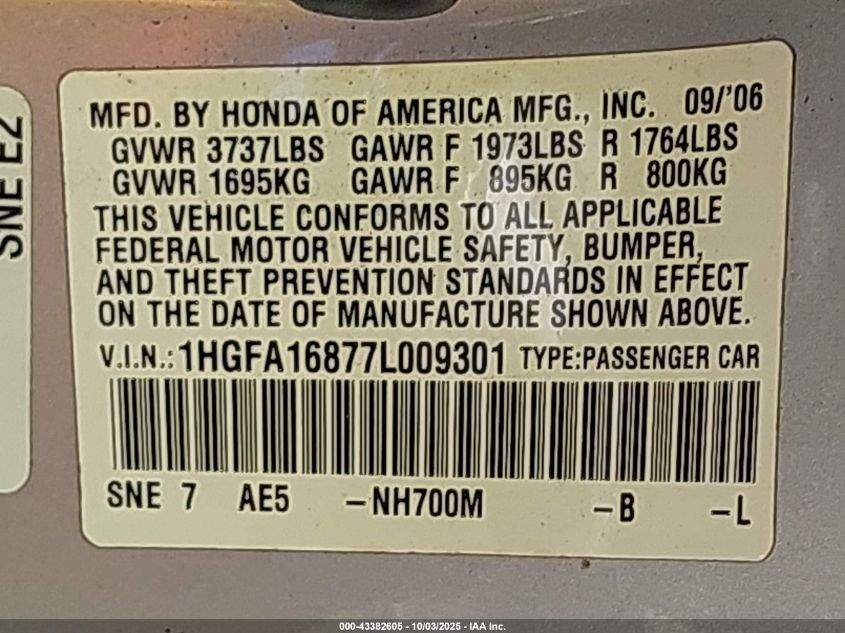 SNE E2
MFD. BY HONDA OF AMERICA MFG., INC. 09/'06
GVWR 3737LBS GAWR F 1973LBS R 1764LBS
GVWR 1695KG GAWR F 895KG R 800KG
THIS VEHICLE CONFORMS TO ALL APPLICABLE
FEDERAL MOTOR VEHICLE SAFETY, BUMPER,
AND THEFT PREVENTION STANDARDS IN EFFECT
ON THE DATE OF MANUFACTURE SHOWN ABOVE.
V.I.N.: 1HGFA16877L009301 TYPE:PASSENGER CAR
SNE 7 AE5 -NH700M -B -L
000-43382605 - 10/03/2025 - IAA Inc.